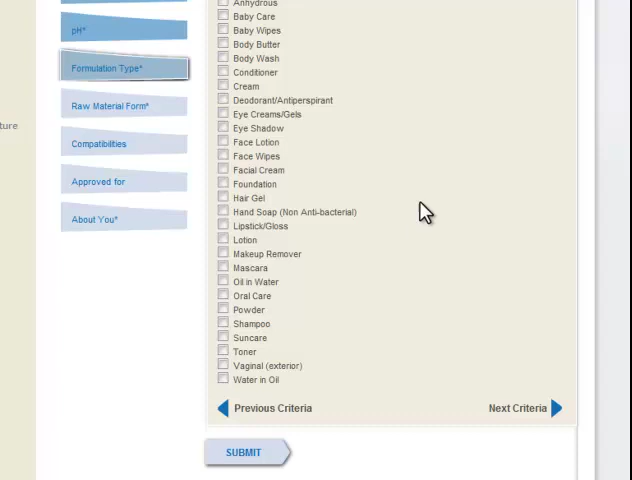 Anhydrous
Baby Care
Baby Wipes
Body Butter
Body Wash
Conditioner
Cream
Deodorant/Antiperspirant
Eye Creams/Gels
Eye Shadow
Face Lotion
Face Wipes
Facial Cream
Foundation
Hair Gel
Hand Soap (Non Anti-bacterial)
Lipstick/Gloss
Lotion
Makeup Remover
Mascara
Oil in Water
Oral Care
Powder
Shampoo
Suncare
Toner
Vaginal (exterior)
Water in Oil
Previous Criteria
Next Criteria
SUBMIT
pH*
Formulation Type*
Raw Material Form*
Compatibilities
Approved for
About You*
ture